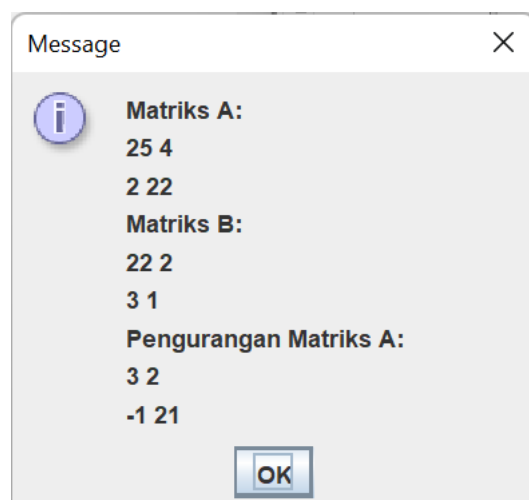 Message
Matriks A:
25 4
2 22
Matriks B:
22 2
3 1
Pengurangan Matriks A:
3 2
-1 21
OK